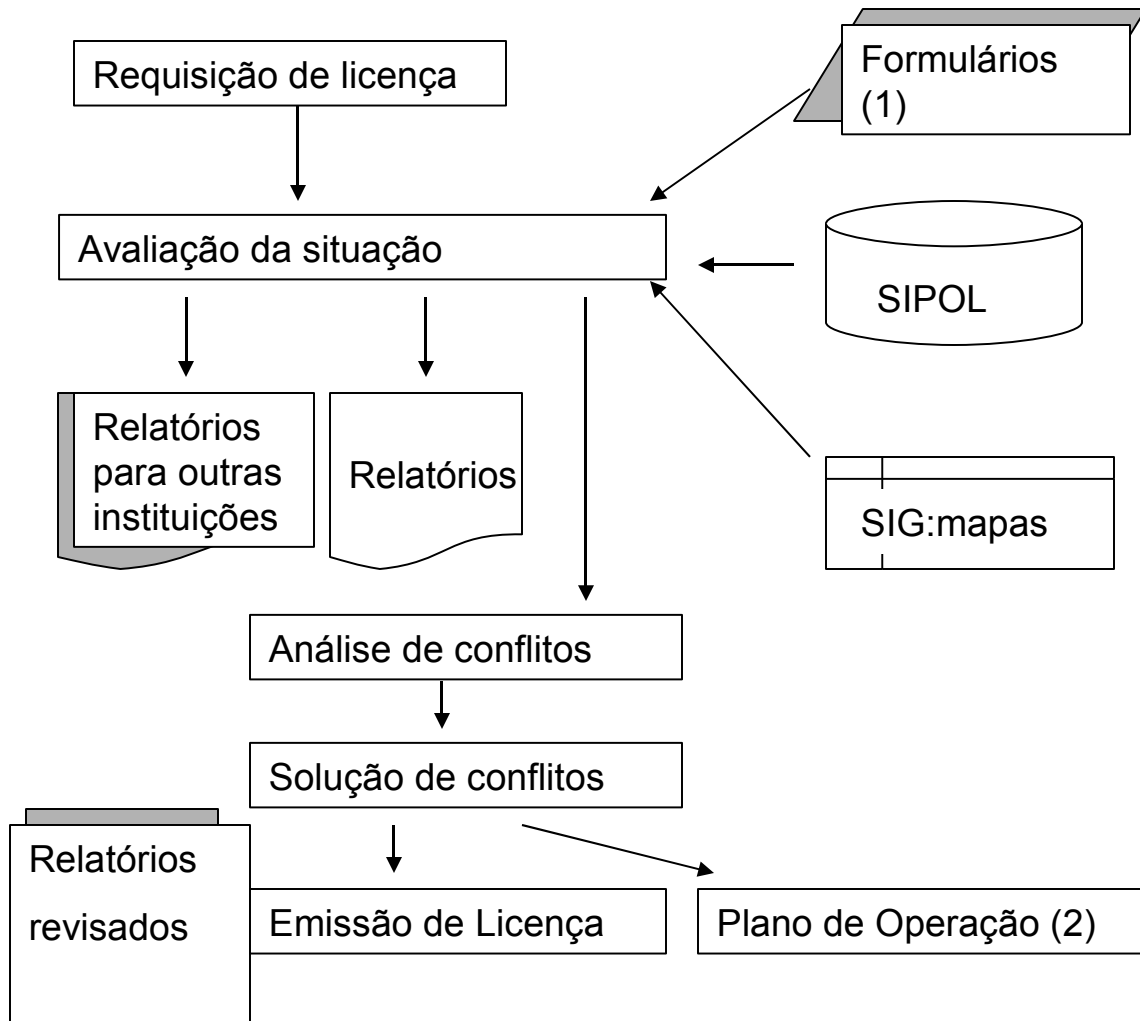 Requisição de licença
Formulários
(1)
Avaliação da situação
SIPOL
Relatórios
para outras
instituições
Relatórios
SIG:mapas
Análise de conflitos
Solução de conflitos
Relatórios
revisados
Emissão de Licença
Plano de Operação (2)